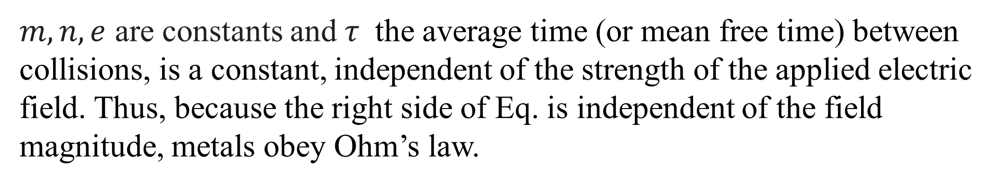 m, n, e are constants and τ the average time (or mean free time) between
collisions, is a constant, independent of the strength of the applied electric
field. Thus, because the right side of Eq. is independent of the field
magnitude, metals obey Ohm’s law.